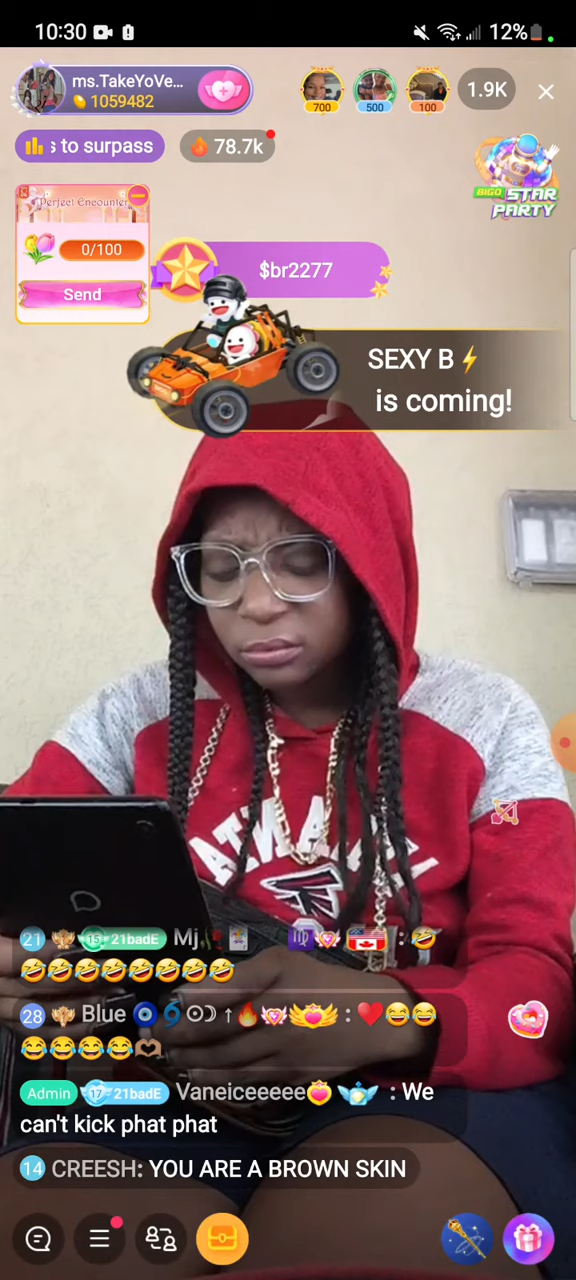 10:30
12%
ms.TakeYoVe...
1059482
700
500
100
1.9K
s to surpass
78.7k
BIGO STAR
PARTY
Perfect Encounter
0/100
Send
$br2277
SEXY B⚡
is coming!
ATLANTA
21 15 21badE Mj : 🤣
🤣🤣🤣🤣🤣🤣🤣🤣
28 Blue 🧿🌀⊙☽ ↑🔥 : ❤️😂😂
😂😂😂😂🫶🏾
Admin 17 21badE Vaneiceeeee : We
can't kick phat phat
14 CREESH: YOU ARE A BROWN SKIN